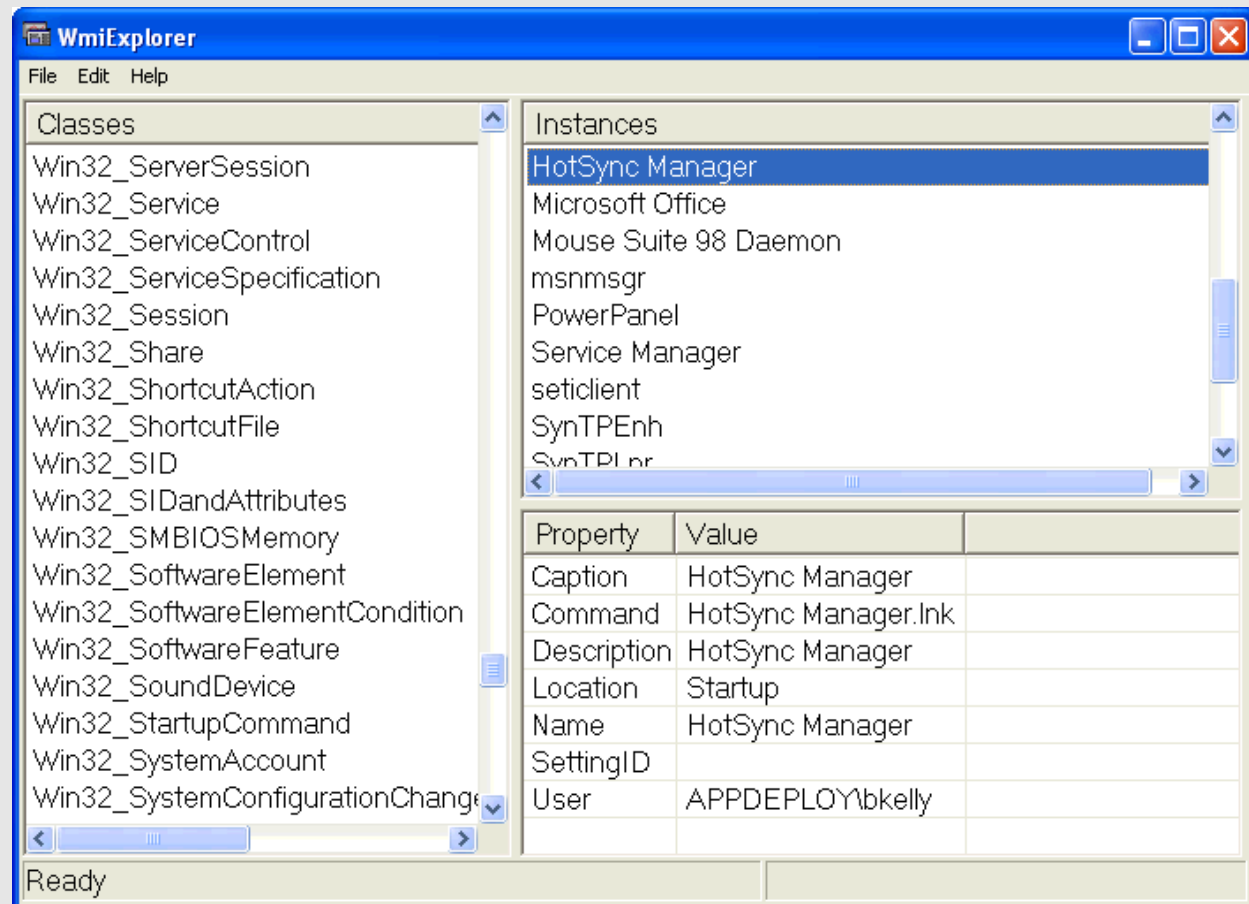 WmiExplorer
File Edit Help
Classes
Win32_ServerSession
Win32_Service
Win32_ServiceControl
Win32_ServiceSpecification
Win32_Session
Win32_Share
Win32_ShortcutAction
Win32_ShortcutFile
Win32_SID
Win32_SIDandAttributes
Win32_SMBIOSMemory
Win32_SoftwareElement
Win32_SoftwareElementCondition
Win32_SoftwareFeature
Win32_SoundDevice
Win32_StartupCommand
Win32_SystemAccount
Win32_SystemConfigurationChange
Instances
HotSync Manager
Microsoft Office
Mouse Suite 98 Daemon
msnmsgr
PowerPanel
Service Manager
seticlient
SynTPEnh
SynTPLpr
Property Value
Caption HotSync Manager
Command HotSync Manager.lnk
Description HotSync Manager
Location Startup
Name HotSync Manager
SettingID
User APPDEPLOY\bkelly
Ready